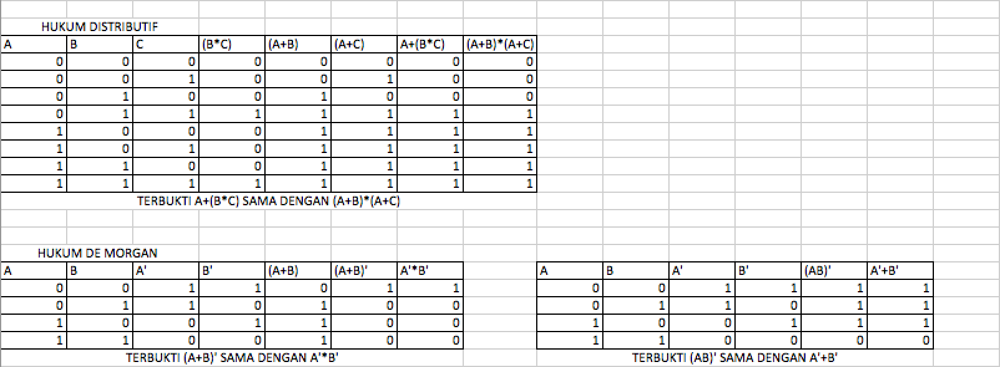 HUKUM DISTRIBUTIF
A B C (B*C) (A+B) (A+C) A+(B*C) (A+B)*(A+C)
0 0 0 0 0 0 0 0
0 0 1 0 0 1 0 0
0 1 0 0 1 0 0 0
0 1 1 1 1 1 1 1
1 0 0 0 1 1 1 1
1 0 1 0 1 1 1 1
1 1 0 0 1 1 1 1
1 1 1 1 1 1 1 1
TERBUKTI A+(B*C) SAMA DENGAN (A+B)*(A+C)
HUKUM DE MORGAN
A B A' B' (A+B) (A+B)' A'*B'
0 0 1 1 0 1 1
0 1 1 0 1 0 0
1 0 0 1 1 0 0
1 1 0 0 1 0 0
TERBUKTI (A+B)' SAMA DENGAN A'*B'
A B A' B' (AB)' A'+B'
0 0 1 1 1 1
0 1 1 0 1 1
1 0 0 1 1 1
1 1 0 0 0 0
TERBUKTI (AB)' SAMA DENGAN A'+B'